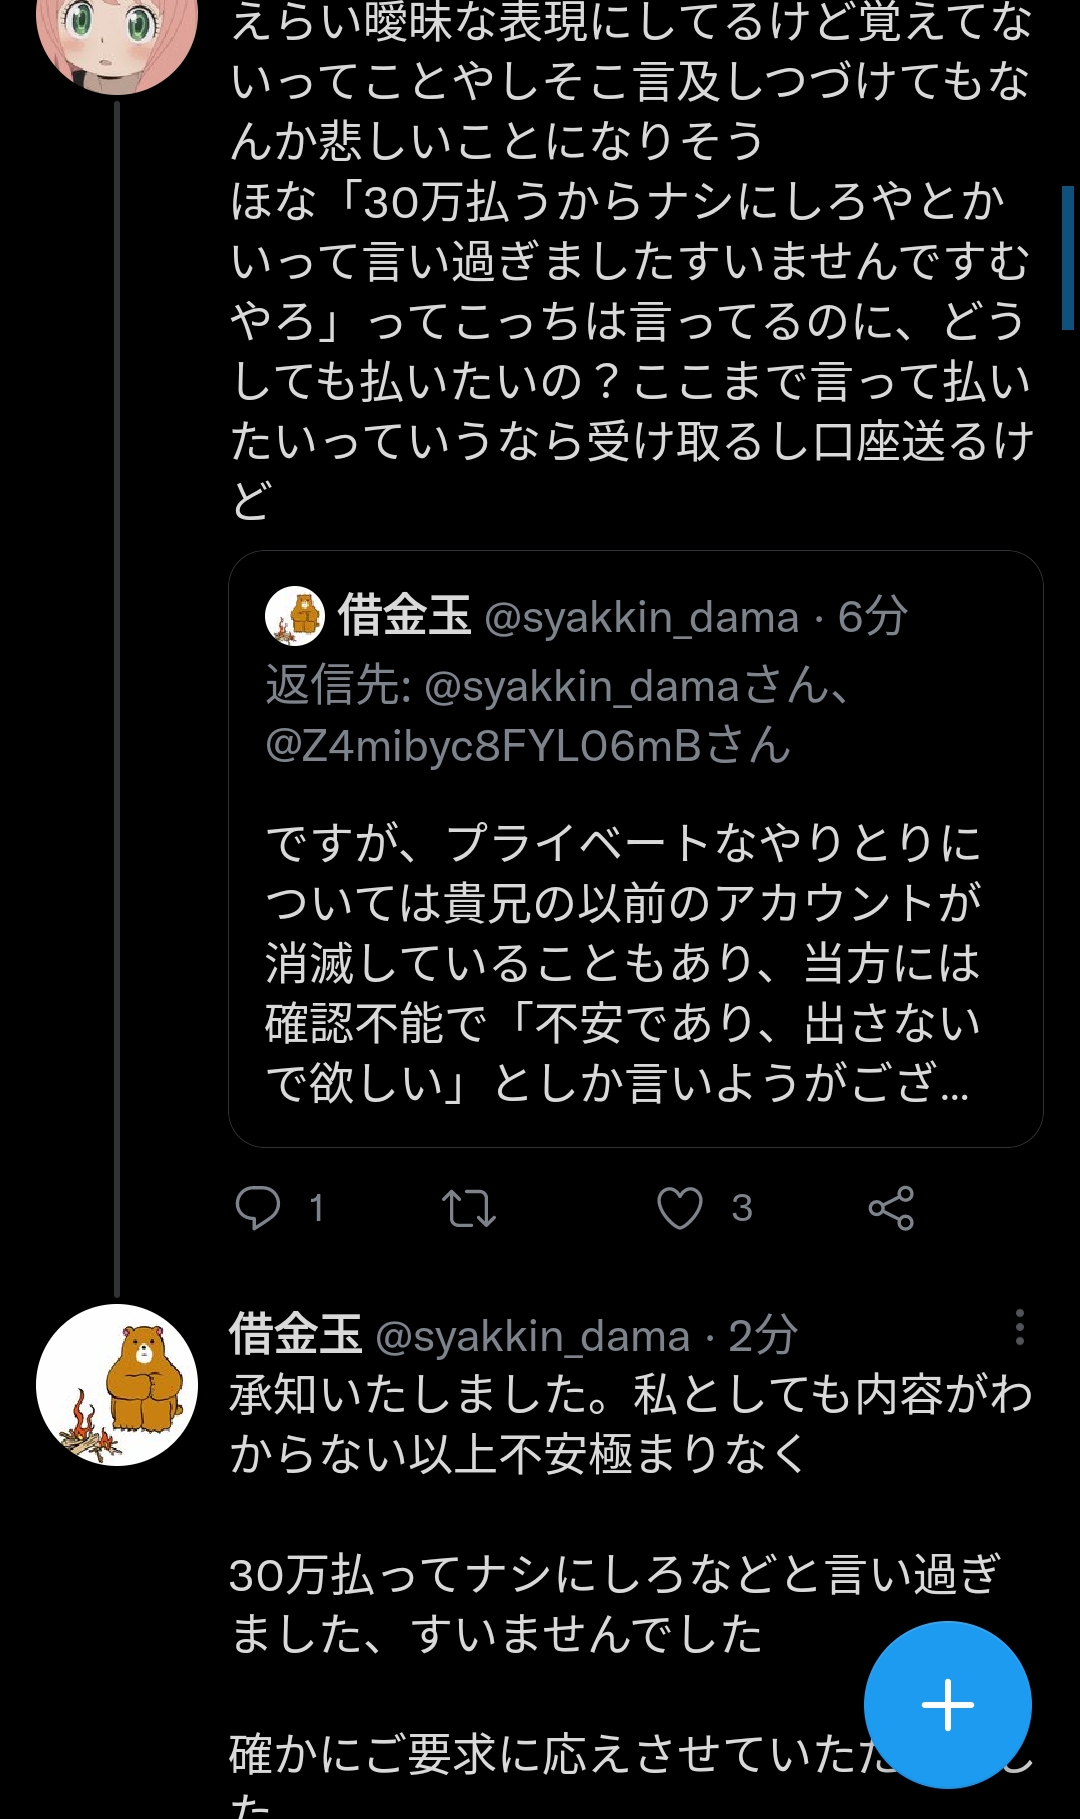 えらい曖昧な表現にしてるけど覚えてな
いってことやしそこ言及しつづけてもな
んか悲しいことになりそう
ほな「30万払うからナシにしろやとか
いって言い過ぎましたすいませんですむ
やろ」ってこっちは言ってるのに、どう
しても払いたいの？ここまで言って払い
たいっていうなら受け取るし口座送るけ
ど
借金玉 @syakkin_dama · 6分
返信先: @syakkin_damaさん、
@Z4mibyc8FYL06mBさん
ですが、プライベートなやりとりに
ついては貴兄の以前のアカウントが
消滅していることもあり、当方には
確認不能で「不安であり、出さない
で欲しい」としか言いようがござ...
1 3
借金玉 @syakkin_dama · 2分
承知いたしました。私としても内容がわ
からない以上不安極まりなく
30万払ってナシにしろなどと言い過ぎ
ました、すいませんでした
確かにご要求に応えさせていただ し
た